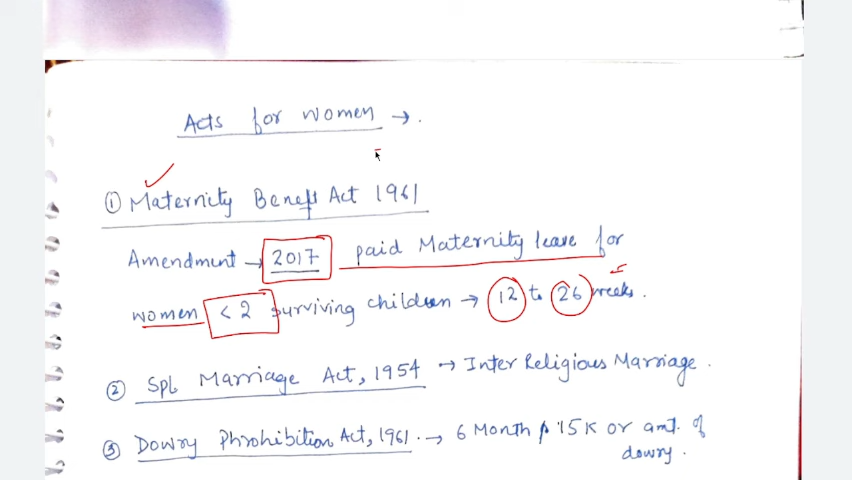 Acts for women →.
① Maternity Benefit Act 1961
Amendment → 2017 paid Maternity leave for
women < 2 surviving children → 12 to 26 weeks.
② Spl Marriage Act, 1954 → Inter Religious Marriage.
③ Dowry Phrohibition Act, 1961. → 6 Month / 15K or amt. of
dowry.